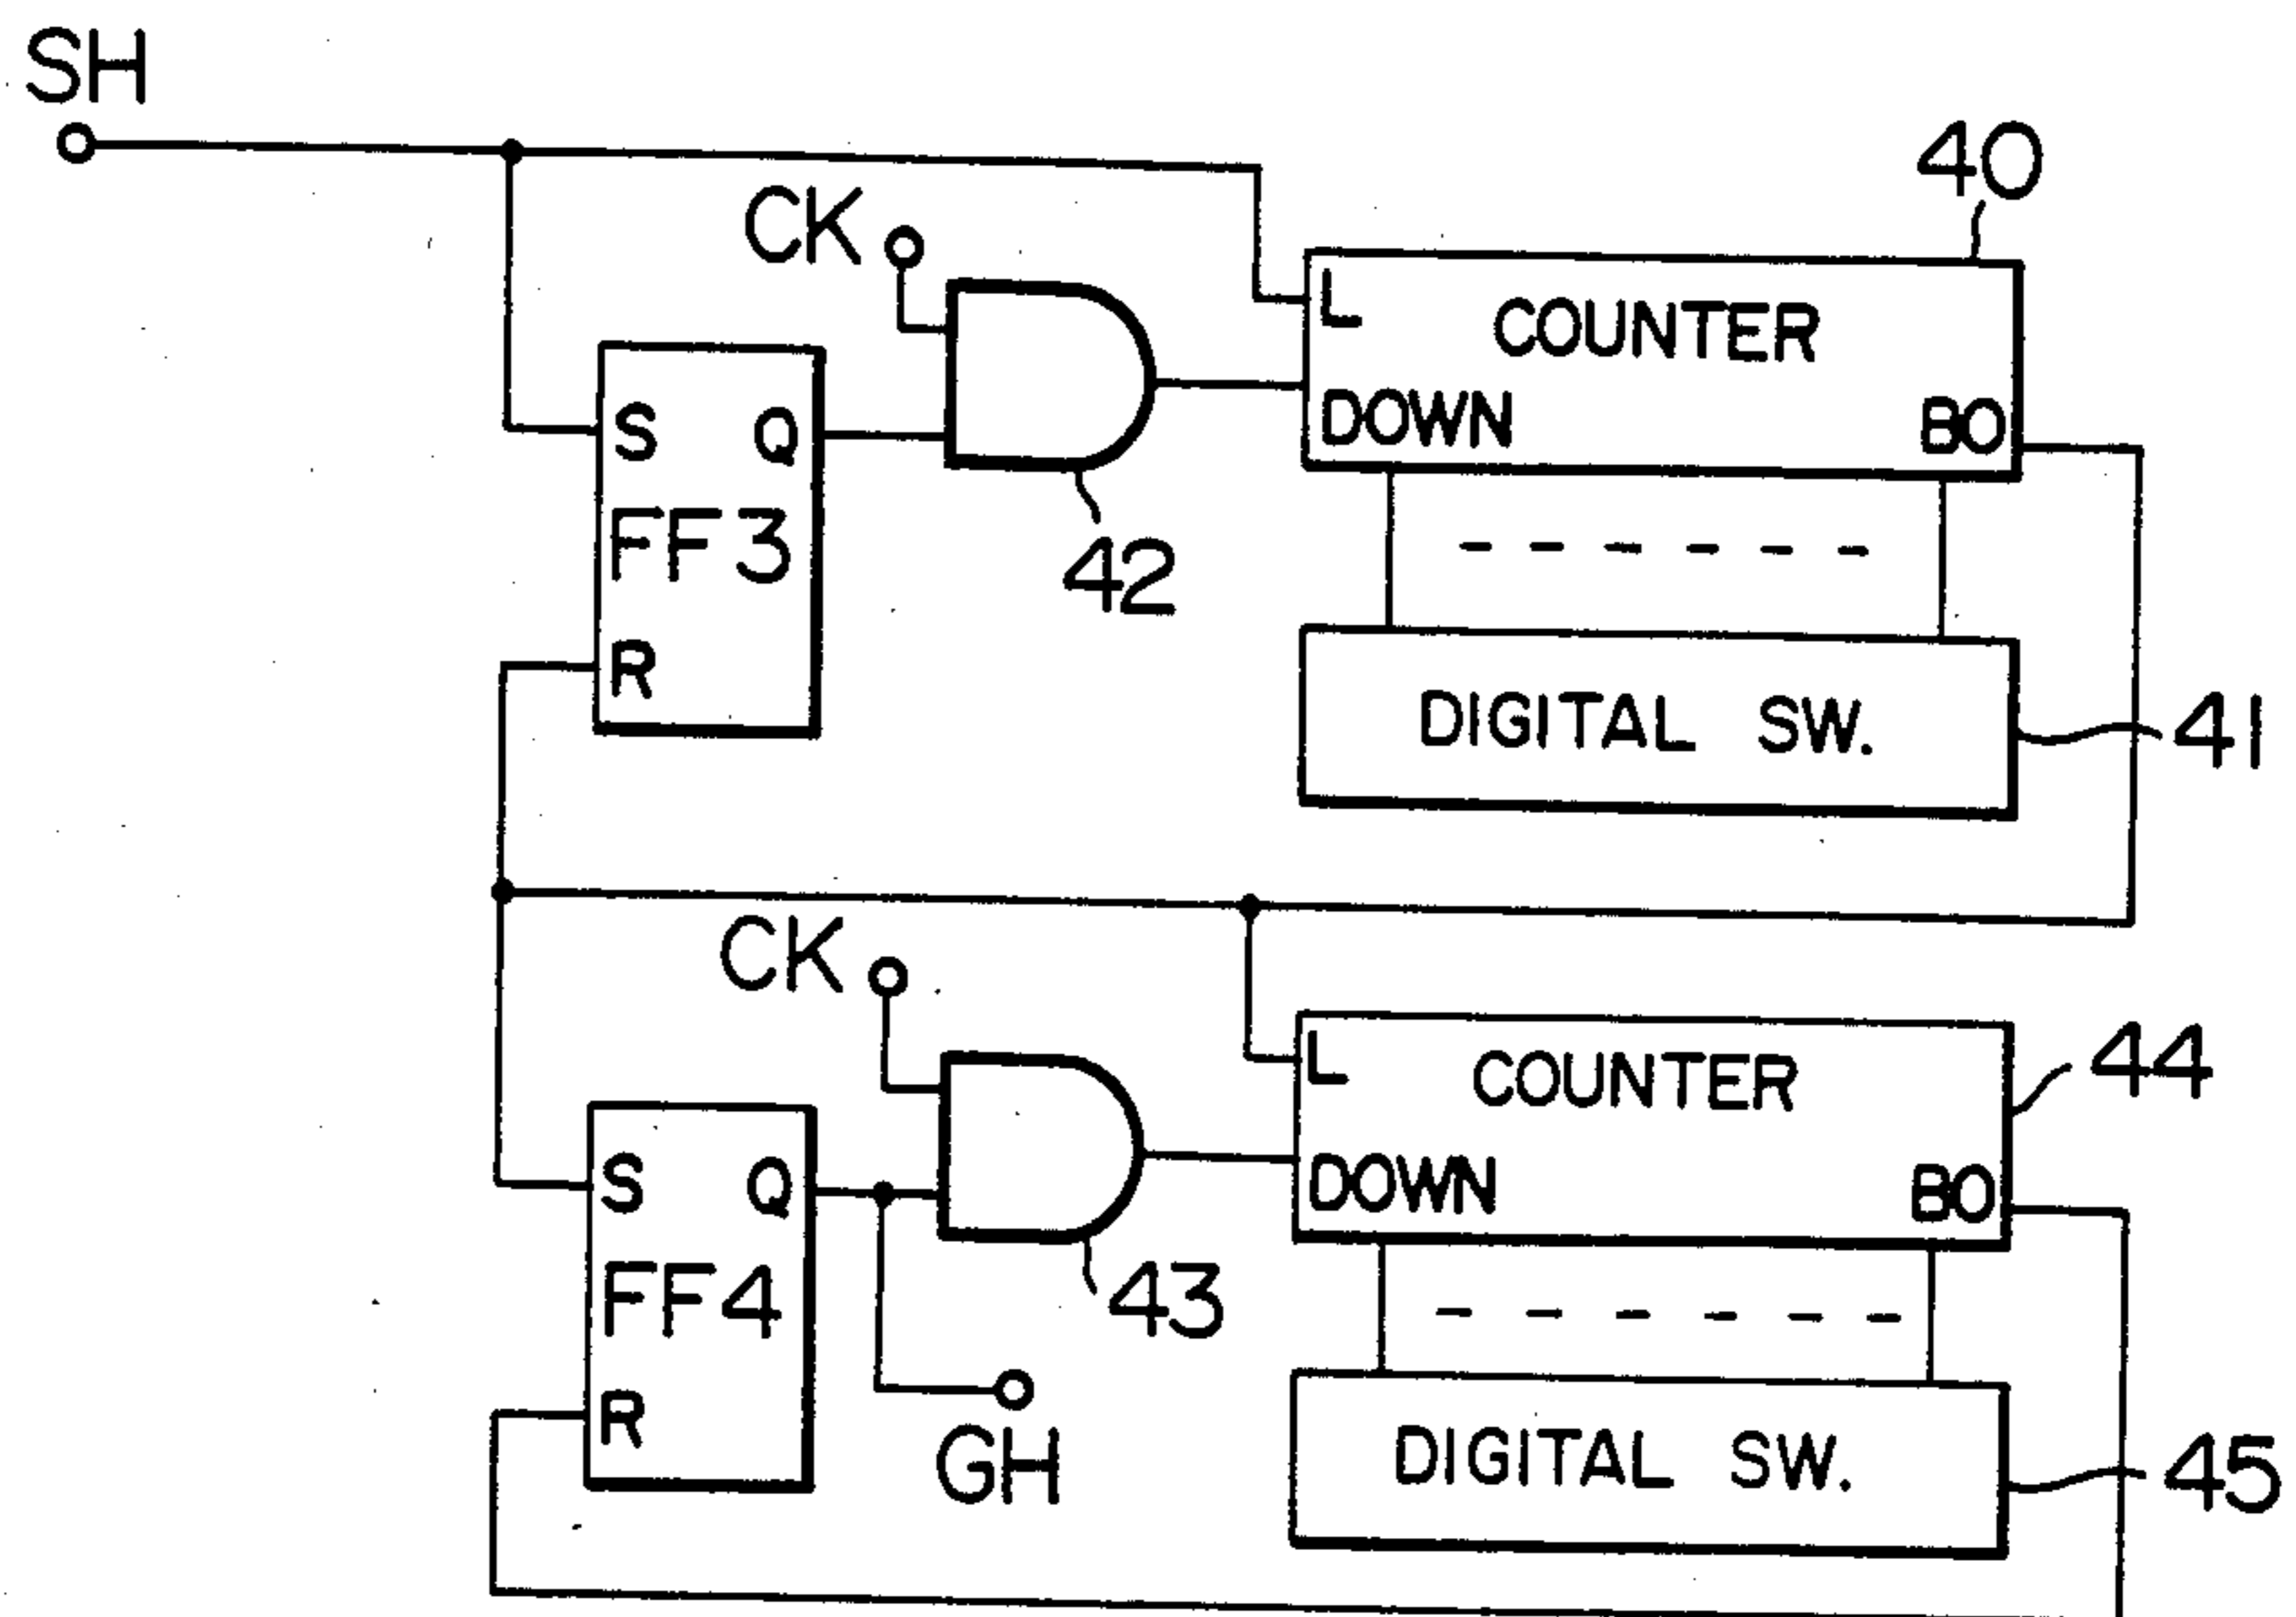 SH
40
CK
L
COUNTER
DOWN
BO
S
Q
FF3
R
42
DIGITAL SW.
41
CK
L
COUNTER
44
DOWN
BO
S
Q
FF4
R
43
GH
DIGITAL SW.
45